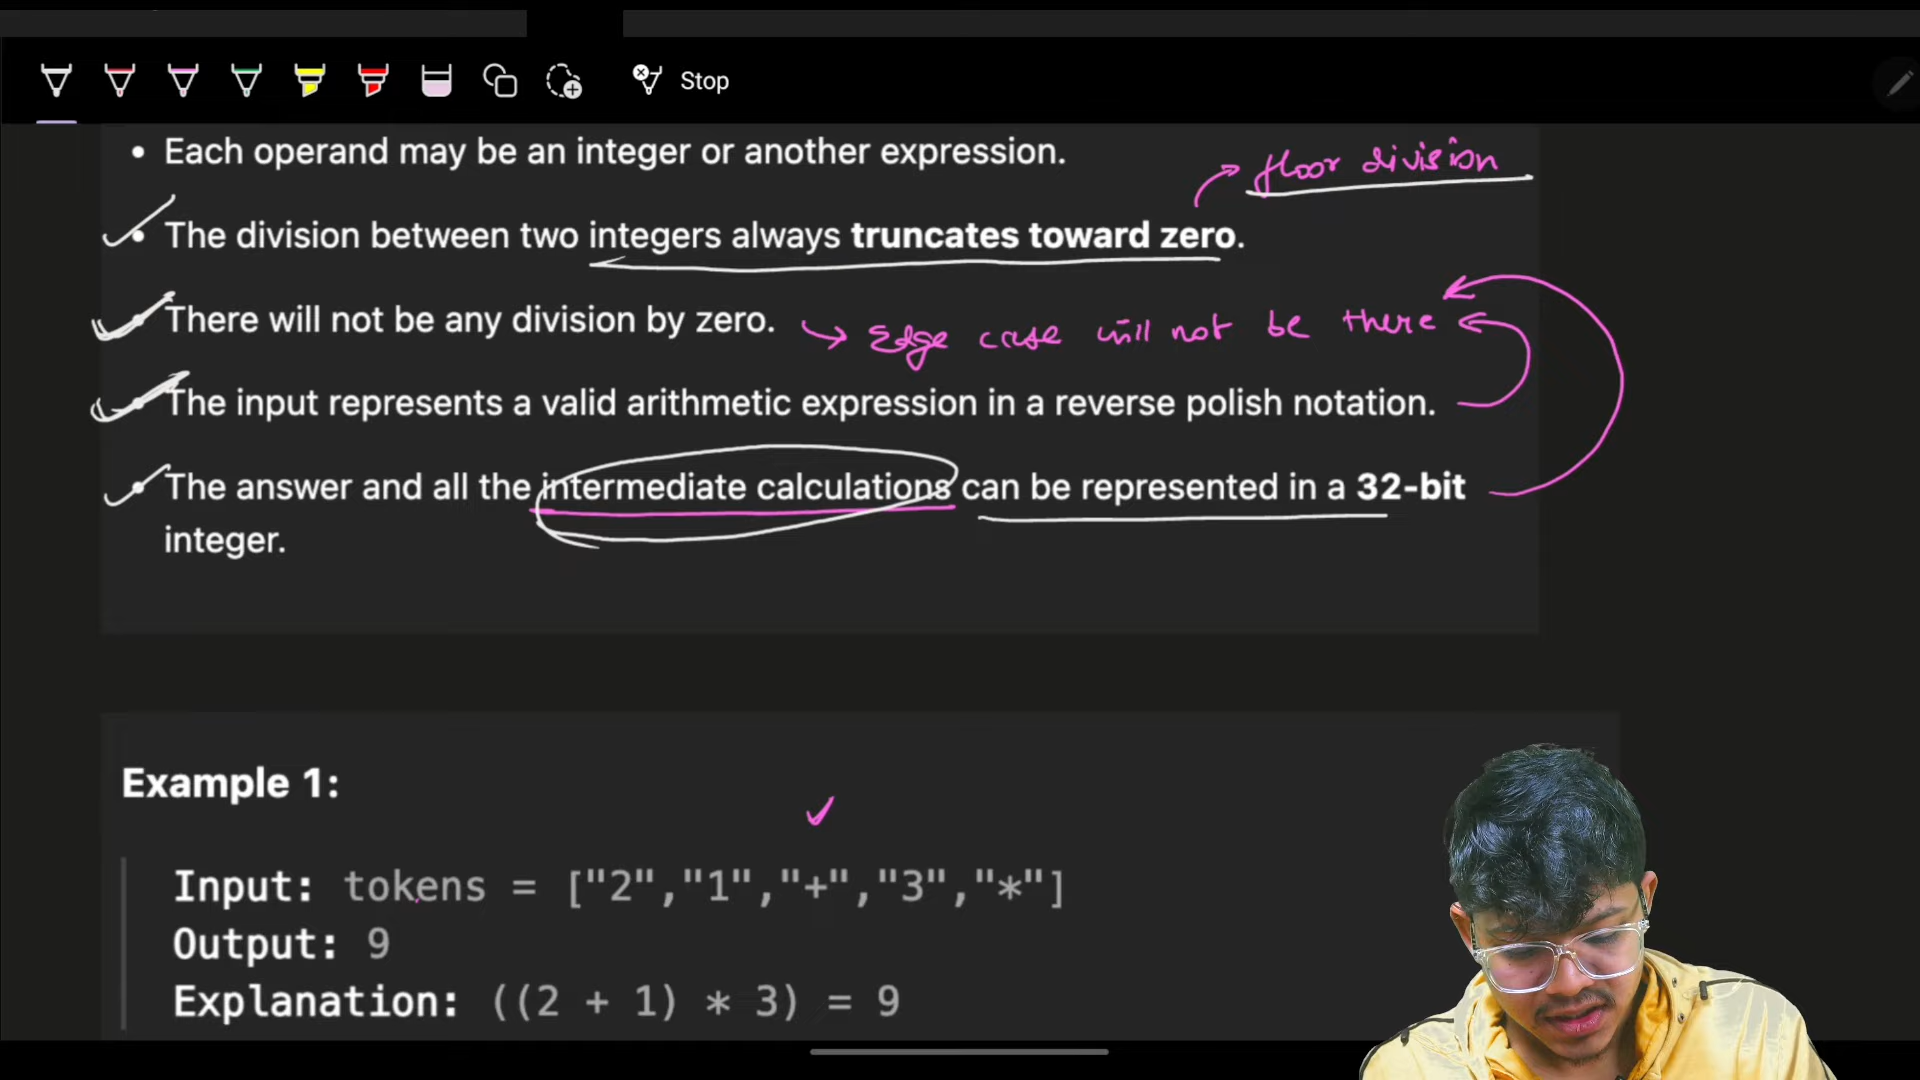 Stop
• Each operand may be an integer or another expression.
floor division
• The division between two integers always truncates toward zero.
• There will not be any division by zero.
Edge case will not be there
• The input represents a valid arithmetic expression in a reverse polish notation.
• The answer and all the intermediate calculations can be represented in a 32-bit
integer.
Example 1:
Input: tokens = ["2","1","+","3","*"]
Output: 9
Explanation: ((2 + 1) * 3) = 9